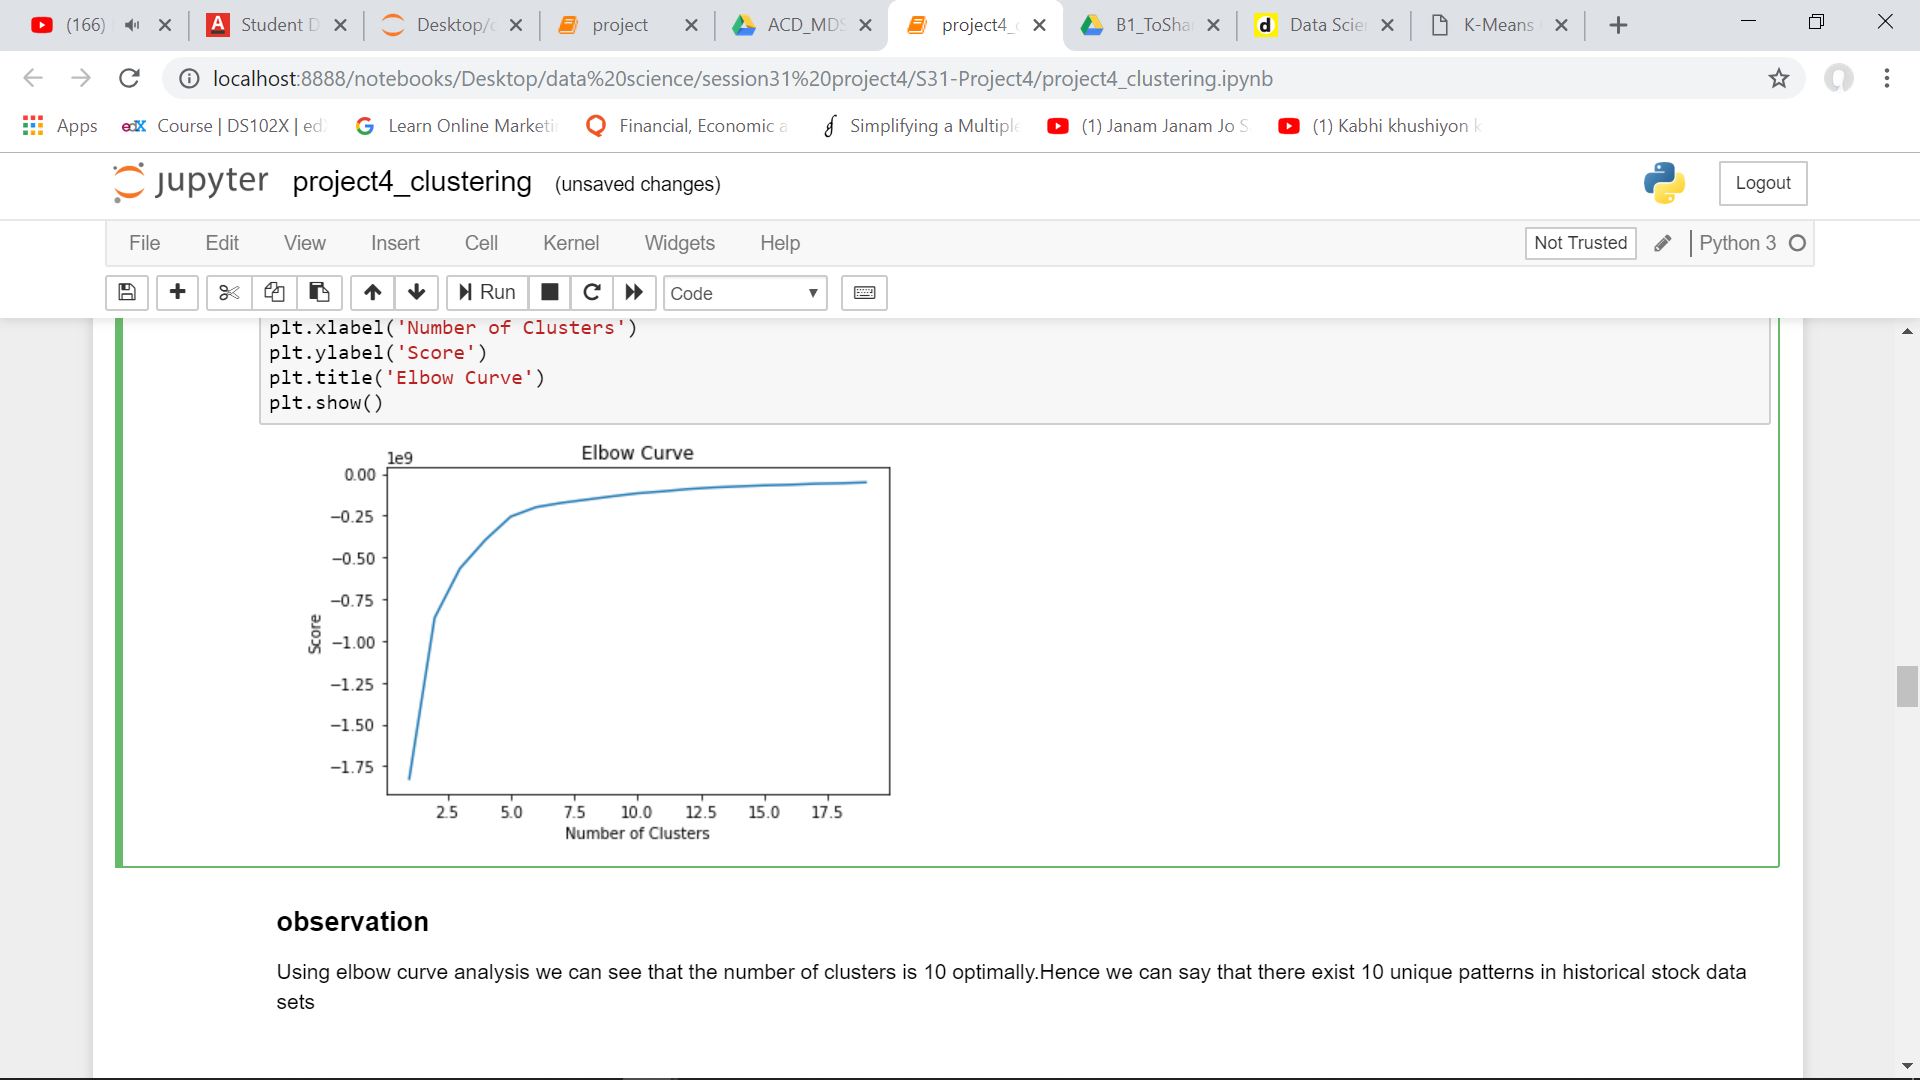 (166)
Student D
Desktop/c
project
ACD_MDS
project4_c
B1_ToShar
Data Scien
K-Means
localhost:8888/notebooks/Desktop/data%20science/session31%20project4/S31-Project4/project4_clustering.ipynb
Apps
edX Course | DS102X | ed
Learn Online Marketi
Financial, Economic a
Simplifying a Multiple
(1) Janam Janam Jo S
(1) Kabhi khushiyon k
jupyter project4_clustering (unsaved changes)
Logout
File Edit View Insert Cell Kernel Widgets Help
Not Trusted
Python 3
Run
Code
plt.xlabel('Number of Clusters')
plt.ylabel('Score')
plt.title('Elbow Curve')
plt.show()
Elbow Curve
1e9
0.00
−0.25
−0.50
−0.75
−1.00
−1.25
−1.50
−1.75
Score
2.5 5.0 7.5 10.0 12.5 15.0 17.5
Number of Clusters
observation
Using elbow curve analysis we can see that the number of clusters is 10 optimally.Hence we can say that there exist 10 unique patterns in historical stock data
sets